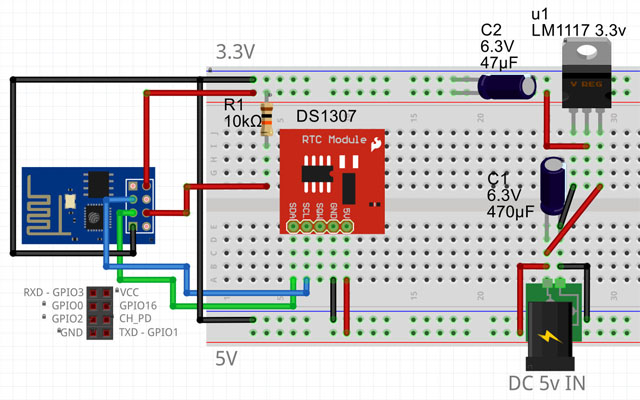 u1
LM1117 3.3v
C2
6.3V
47µF
3.3V
V REG
R1
10kΩ
DS1307
RTC Module
C1
6.3V
470µF
SDA
SCL
SQW
GND
5V
RXD - GPIO3
VCC
GPIO0
GPIO16
GPIO2
CH_PD
GND
TXD - GPIO1
5V
DC 5v IN